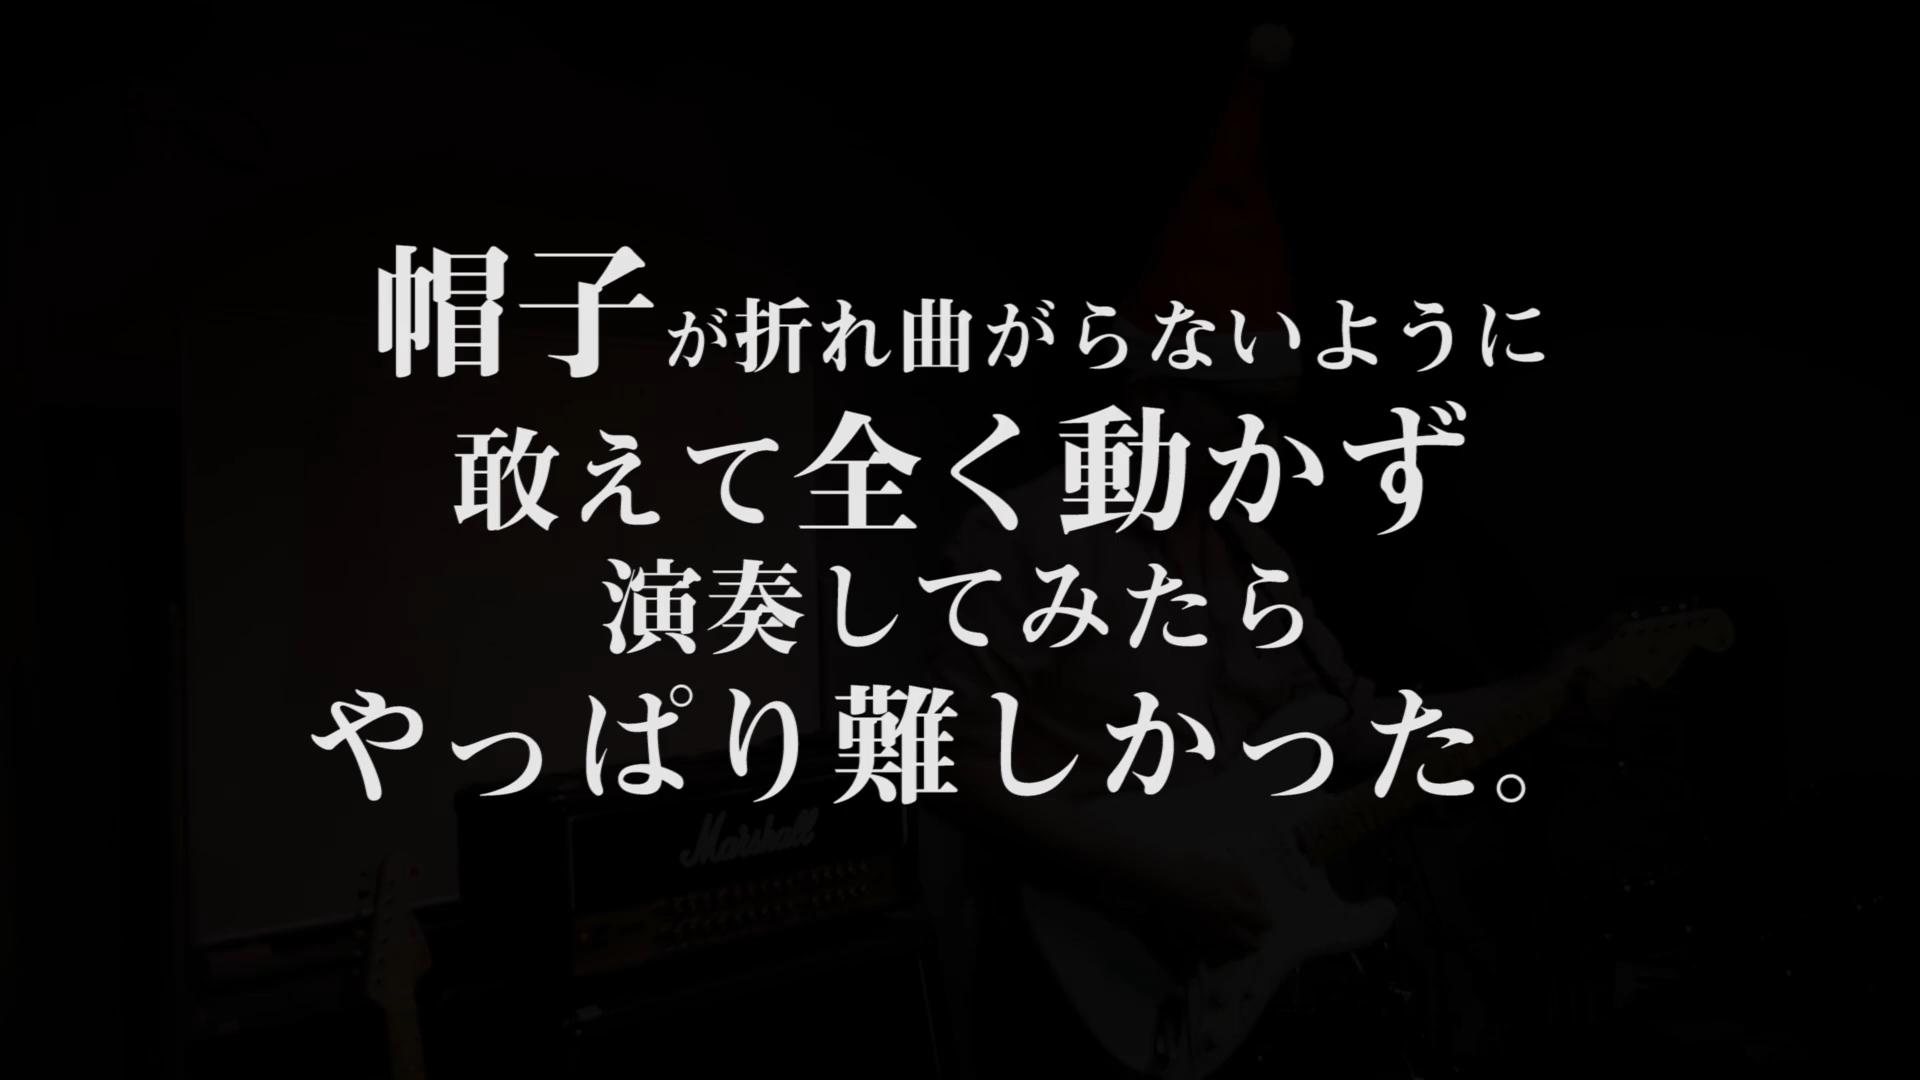 帽子が折れ曲がらないように
敢えて全く動かず
演奏してみたら
やっぱり難しかった。
Marshall